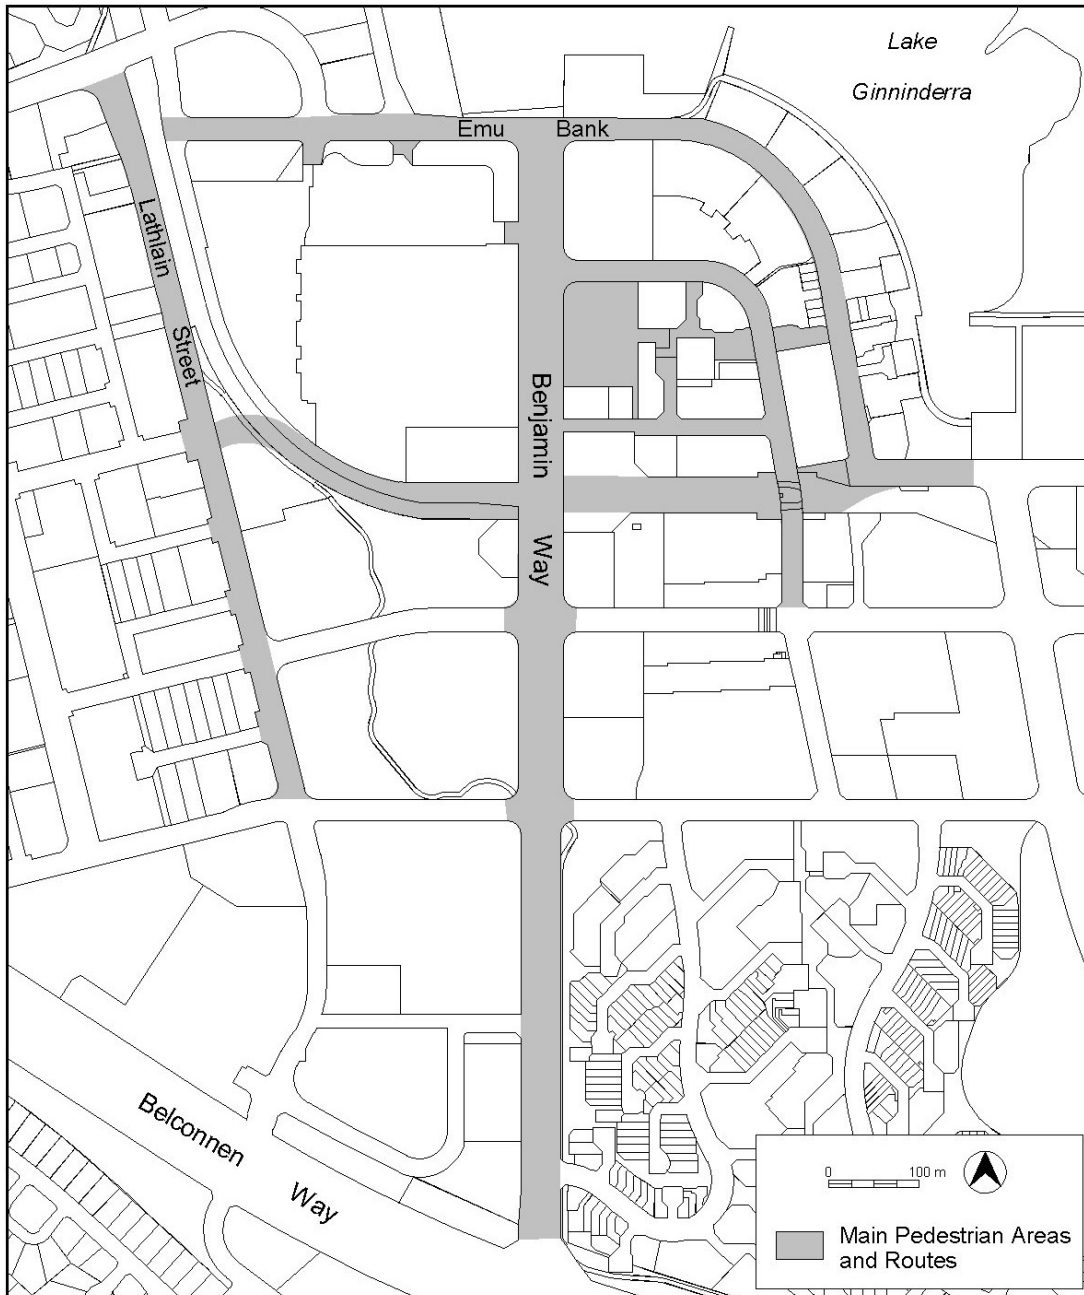 Lake
Ginninderra
Emu Bank
Lathlain
Street
Benjamin
Way
Belconnen
Way
0 100 m
Main Pedestrian Areas
and Routes